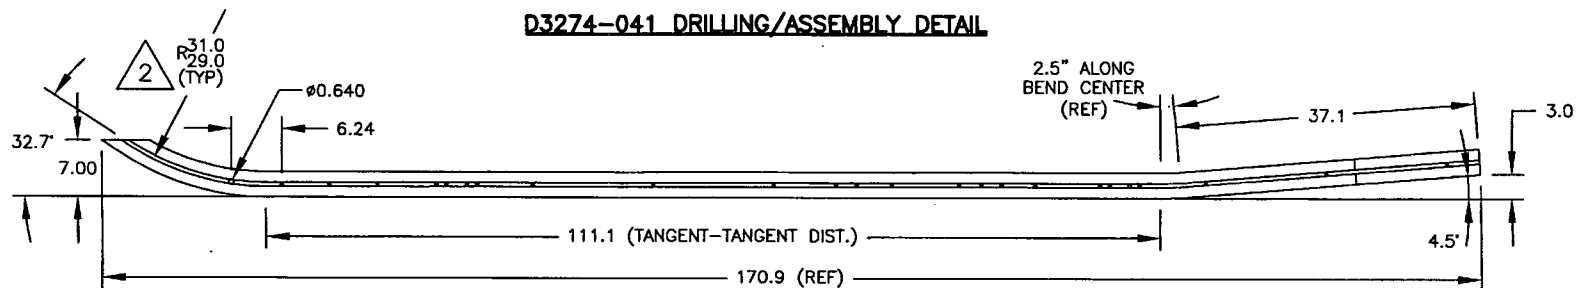 D3274-041 DRILLING/ASSEMBLY DETAIL
2
R31.0
29.0
(TYP)
ø0.640
6.24
2.5" ALONG
BEND CENTER
(REF)
37.1
3.0
32.7°
7.00
111.1 (TANGENT-TANGENT DIST.)
4.5°
170.9 (REF)